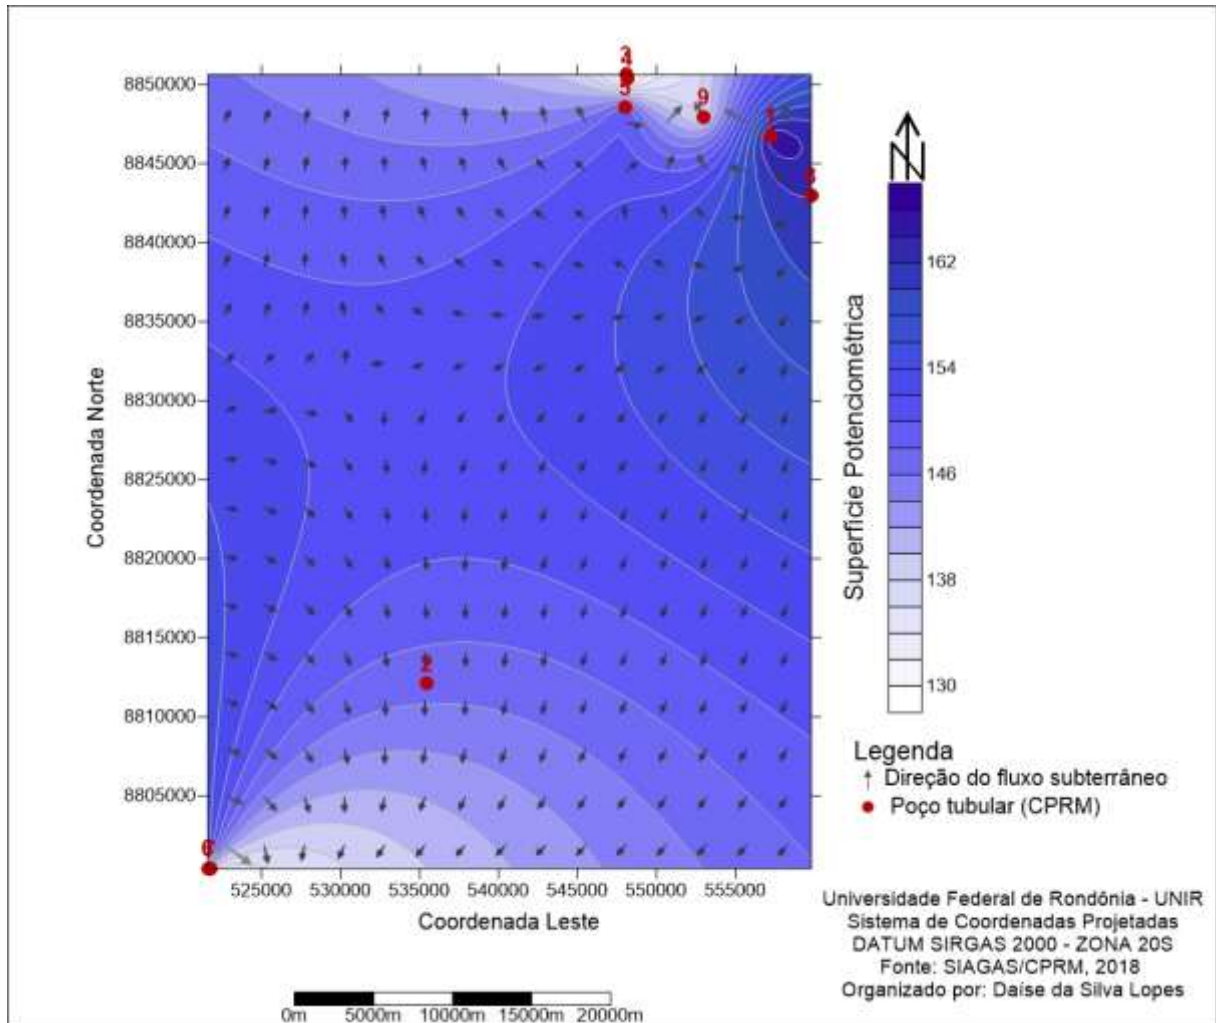 3
4
5
9
1
8
2
6
8850000
8845000
8840000
8835000
8830000
8825000
8820000
8815000
8810000
8805000
Coordenada Norte
525000 530000 535000 540000 545000 550000 555000
Coordenada Leste
0m 5000m 10000m 15000m 20000m
N
Superfície Potenciométrica
162
154
146
138
130
Legenda
Direção do fluxo subterrâneo
Poço tubular (CPRM)
Universidade Federal de Rondônia - UNIR
Sistema de Coordenadas Projetadas
DATUM SIRGAS 2000 - ZONA 20S
Fonte: SIAGAS/CPRM, 2018
Organizado por: Daíse da Silva Lopes